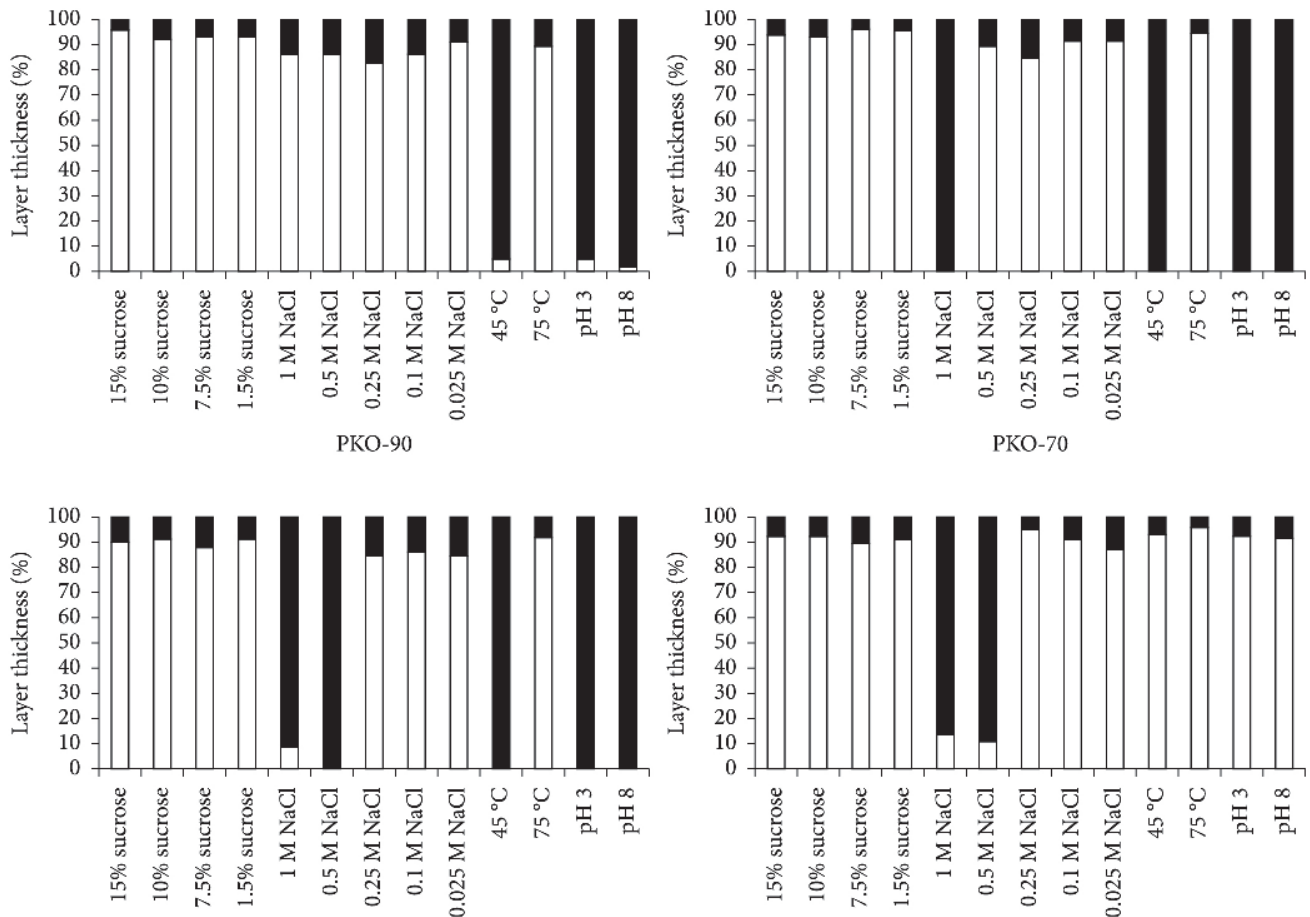 Layer thickness (%)
100
90
80
70
60
50
40
30
20
10
0
15% sucrose
10% sucrose
7.5% sucrose
1.5% sucrose
1 M NaCl
0.5 M NaCl
0.25 M NaCl
0.1 M NaCl
0.025 M NaCl
45 °C
75 °C
pH 3
pH 8
PKO-90
Layer thickness (%)
100
90
80
70
60
50
40
30
20
10
0
15% sucrose
10% sucrose
7.5% sucrose
1.5% sucrose
1 M NaCl
0.5 M NaCl
0.25 M NaCl
0.1 M NaCl
0.025 M NaCl
45 °C
75 °C
pH 3
pH 8
PKO-70
Layer thickness (%)
100
90
80
70
60
50
40
30
20
10
0
15% sucrose
10% sucrose
7.5% sucrose
1.5% sucrose
1 M NaCl
0.5 M NaCl
0.25 M NaCl
0.1 M NaCl
0.025 M NaCl
45 °C
75 °C
pH 3
pH 8
Layer thickness (%)
100
90
80
70
60
50
40
30
20
10
0
15% sucrose
10% sucrose
7.5% sucrose
1.5% sucrose
1 M NaCl
0.5 M NaCl
0.25 M NaCl
0.1 M NaCl
0.025 M NaCl
45 °C
75 °C
pH 3
pH 8